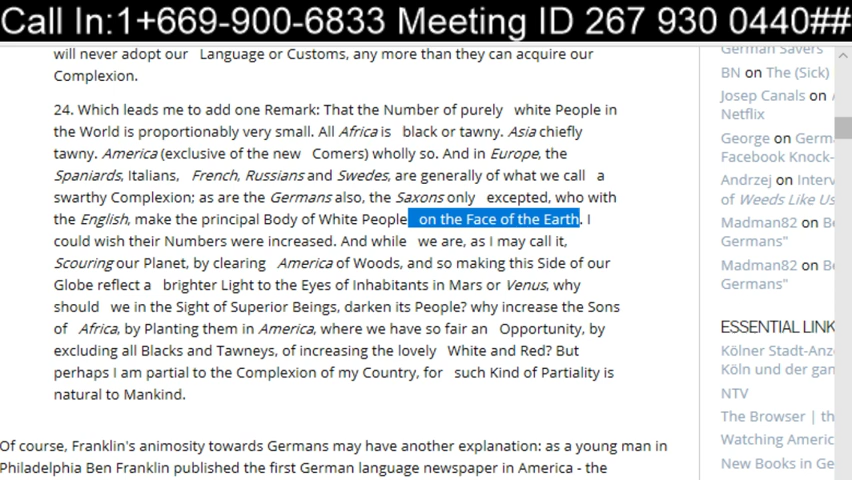 Call In:1+669-900-6833 Meeting ID 267 930 0440##
will never adopt our Language or Customs, any more than they can acquire our
Complexion.
24. Which leads me to add one Remark: That the Number of purely white People in
the World is proportionably very small. All Africa is black or tawny. Asia chiefly
tawny. America (exclusive of the new Comers) wholly so. And in Europe, the
Spaniards, Italians, French, Russians and Swedes, are generally of what we call a
swarthy Complexion; as are the Germans also, the Saxons only excepted, who with
the English, make the principal Body of White People on the Face of the Earth. I
could wish their Numbers were increased. And while we are, as I may call it,
Scouring our Planet, by clearing America of Woods, and so making this Side of our
Globe reflect a brighter Light to the Eyes of Inhabitants in Mars or Venus, why
should we in the Sight of Superior Beings, darken its People? why increase the Sons
of Africa, by Planting them in America, where we have so fair an Opportunity, by
excluding all Blacks and Tawneys, of increasing the lovely White and Red? But
perhaps I am partial to the Complexion of my Country, for such Kind of Partiality is
natural to Mankind.
Of course, Franklin's animosity towards Germans may have another explanation: as a young man in
Philadelphia Ben Franklin published the first German language newspaper in America - the
German Savers
BN on The (Sick)
Josep Canals on
Netflix
George on Germ
Facebook Knock-
Andrzej on Interv
of Weeds Like Us
Madman82 on Be
Germans"
Madman82 on Be
Germans"
ESSENTIAL LINK
Kölner Stadt-Anz
Köln und der gan
NTV
The Browser | th
Watching Americ
New Books in Ge